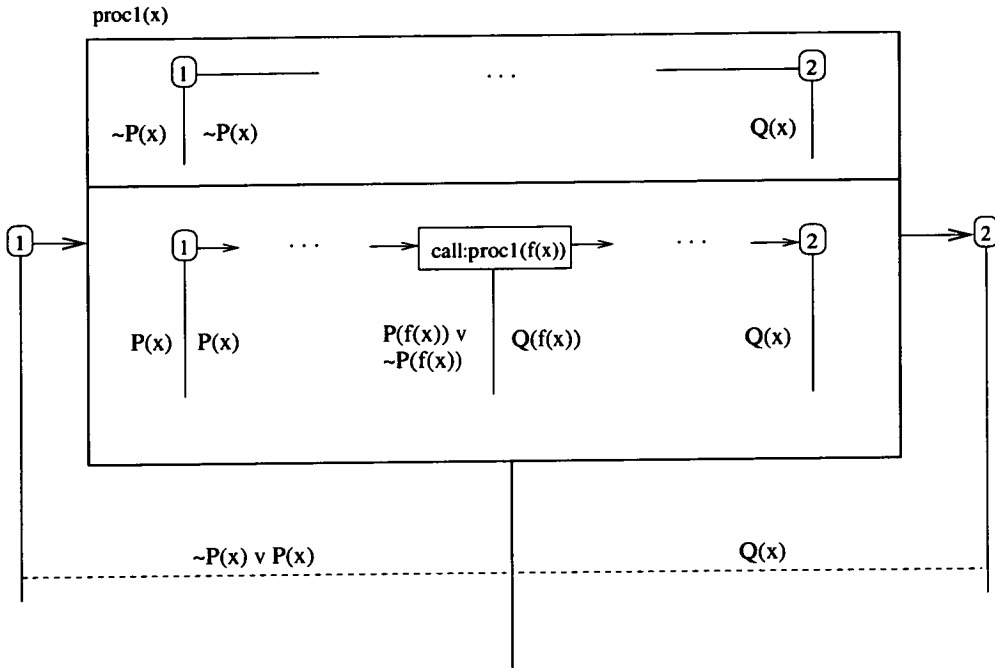 proc1(x)
1 ... 2
~P(x) ~P(x) Q(x)
1 1 ... call:proc1(f(x)) ... 2 2
P(x) P(x) P(f(x)) v Q(f(x)) Q(x)
~P(f(x))
~P(x) v P(x) Q(x)